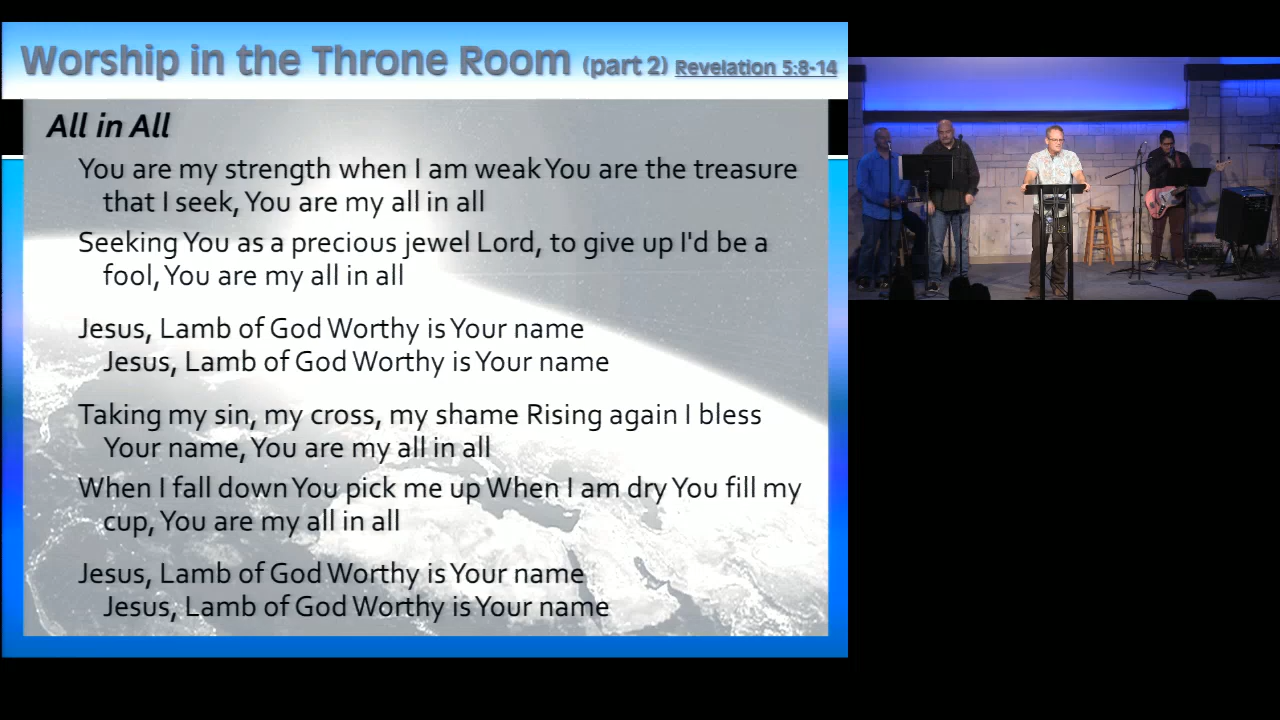 Worship in the Throne Room (part 2) Revelation 5:8-14
All in All
You are my strength when I am weak You are the treasure
that I seek, You are my all in all
Seeking You as a precious jewel Lord, to give up I'd be a
fool, You are my all in all
Jesus, Lamb of God Worthy is Your name
Jesus, Lamb of God Worthy is Your name
Taking my sin, my cross, my shame Rising again I bless
Your name, You are my all in all
When I fall down You pick me up When I am dry You fill my
cup, You are my all in all
Jesus, Lamb of God Worthy is Your name
Jesus, Lamb of God Worthy is Your name